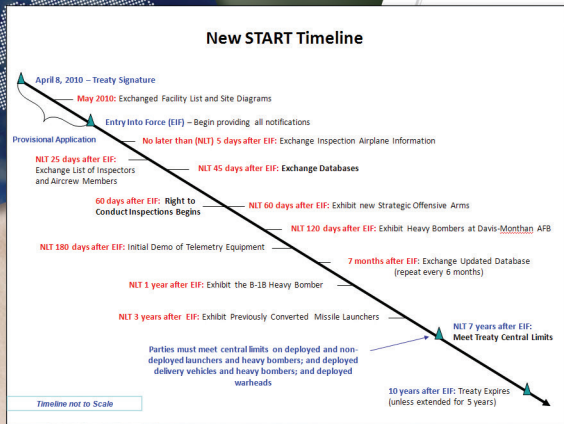 New START Timeline
April 8, 2010 – Treaty Signature
May 2010: Exchanged Facility List and Site Diagrams
Entry Into Force (EIF) – Begin providing all notifications
Provisional Application
No later than (NLT) 5 days after EIF: Exchange Inspection Airplane Information
NLT 25 days after EIF:
Exchange List of Inspectors
and Aircrew Members
NLT 45 days after EIF: Exchange Databases
60 days after EIF: Right to
Conduct Inspections Begins
NLT 60 days after EIF: Exhibit new Strategic Offensive Arms
NLT 120 days after EIF: Exhibit Heavy Bombers at Davis-Monthan AFB
NLT 180 days after EIF: Initial Demo of Telemetry Equipment
7 months after EIF: Exchange Updated Database
(repeat every 6 months)
NLT 1 year after EIF: Exhibit the B-1B Heavy Bomber
NLT 3 years after EIF: Exhibit Previously Converted Missile Launchers
NLT 7 years after EIF:
Meet Treaty Central Limits
Parties must meet central limits on deployed and non-
deployed launchers and heavy bombers; and deployed
delivery vehicles and heavy bombers; and deployed
warheads
10 years after EIF: Treaty Expires
(unless extended for 5 years)
Timeline not to Scale